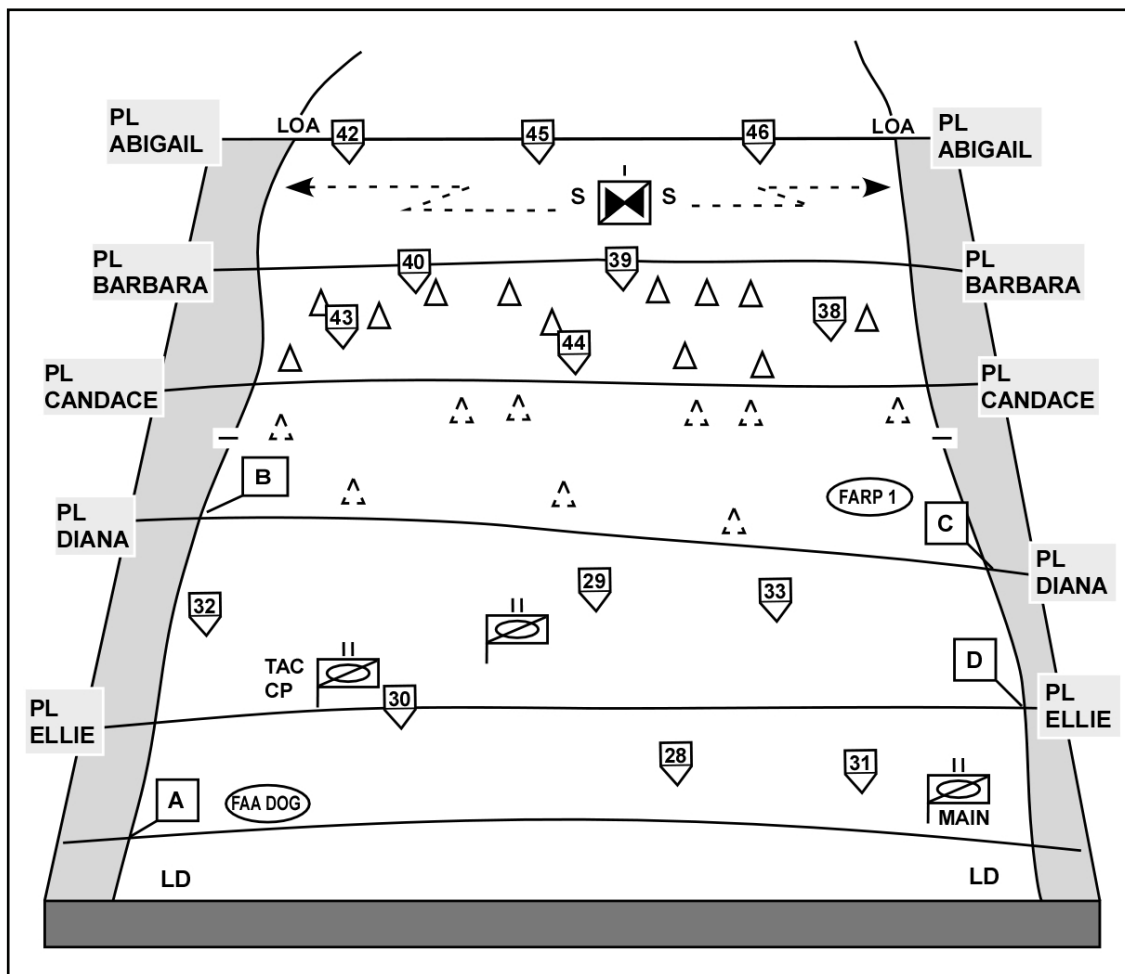 PL
ABIGAIL
LOA
42
45
46
LOA
PL
ABIGAIL
I
S
S
PL
BARBARA
40
39
PL
BARBARA
43
44
38
PL
CANDACE
PL
CANDACE
I
I
B
FARP 1
C
PL
DIANA
PL
DIANA
32
29
33
II
TAC
CP
II
30
D
PL
ELLIE
PL
ELLIE
28
31
II
MAIN
A
FAA DOG
LD
LD